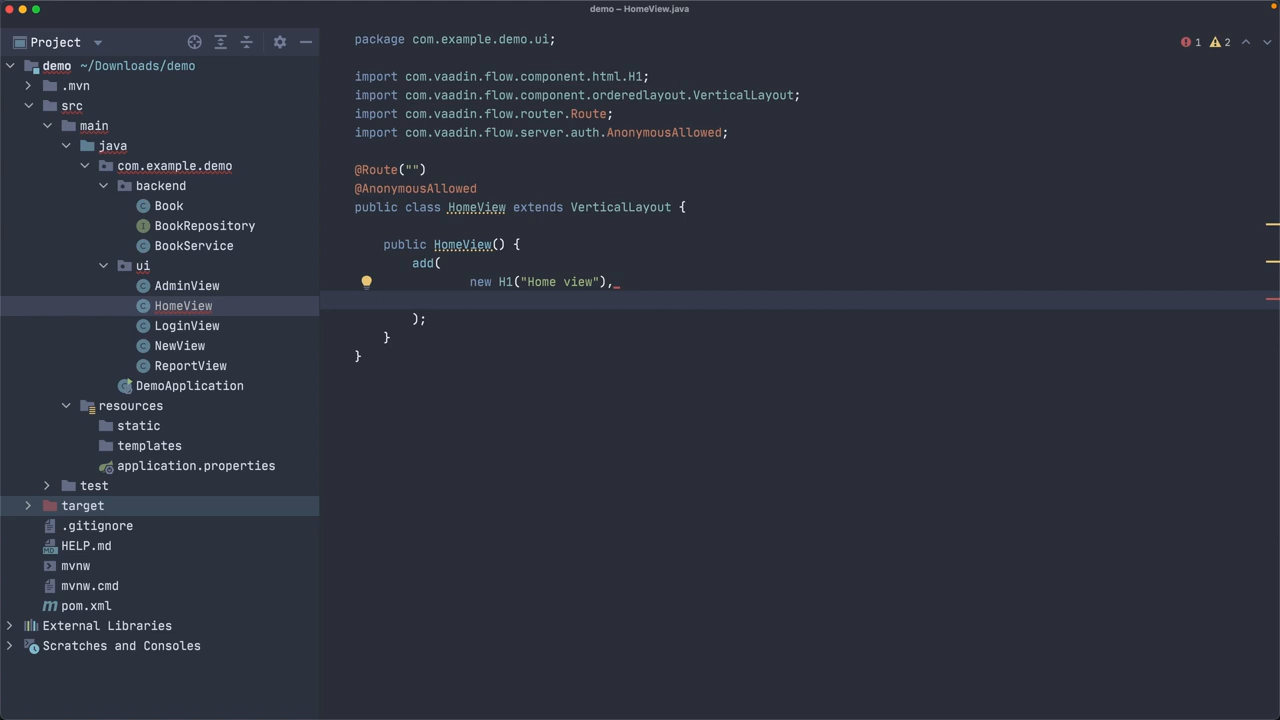 demo – HomeView.java
Project
demo ~/Downloads/demo
.mvn
src
main
java
com.example.demo
backend
Book
BookRepository
BookService
ui
AdminView
HomeView
LoginView
NewView
ReportView
DemoApplication
resources
static
templates
application.properties
test
target
.gitignore
HELP.md
mvnw
mvnw.cmd
pom.xml
External Libraries
Scratches and Consoles
1 2
package com.example.demo.ui;
import com.vaadin.flow.component.html.H1;
import com.vaadin.flow.component.orderedlayout.VerticalLayout;
import com.vaadin.flow.router.Route;
import com.vaadin.flow.server.auth.AnonymousAllowed;
@Route("")
@AnonymousAllowed
public class HomeView extends VerticalLayout {
public HomeView() {
add(
new H1("Home view"),
);
}
}